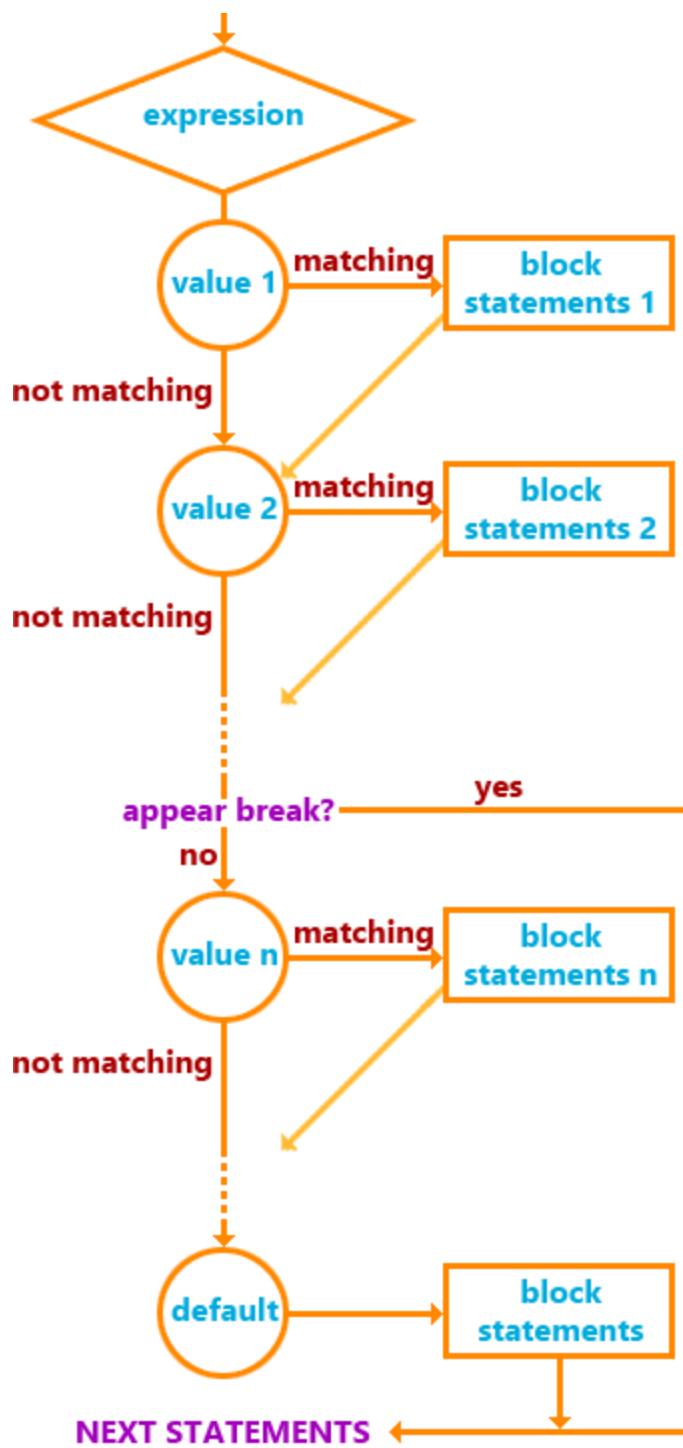 expression
value 1
matching
block
statements 1
not matching
value 2
matching
block
statements 2
not matching
appear break?
yes
no
value n
matching
block
statements n
not matching
default
block
statements
NEXT STATEMENTS